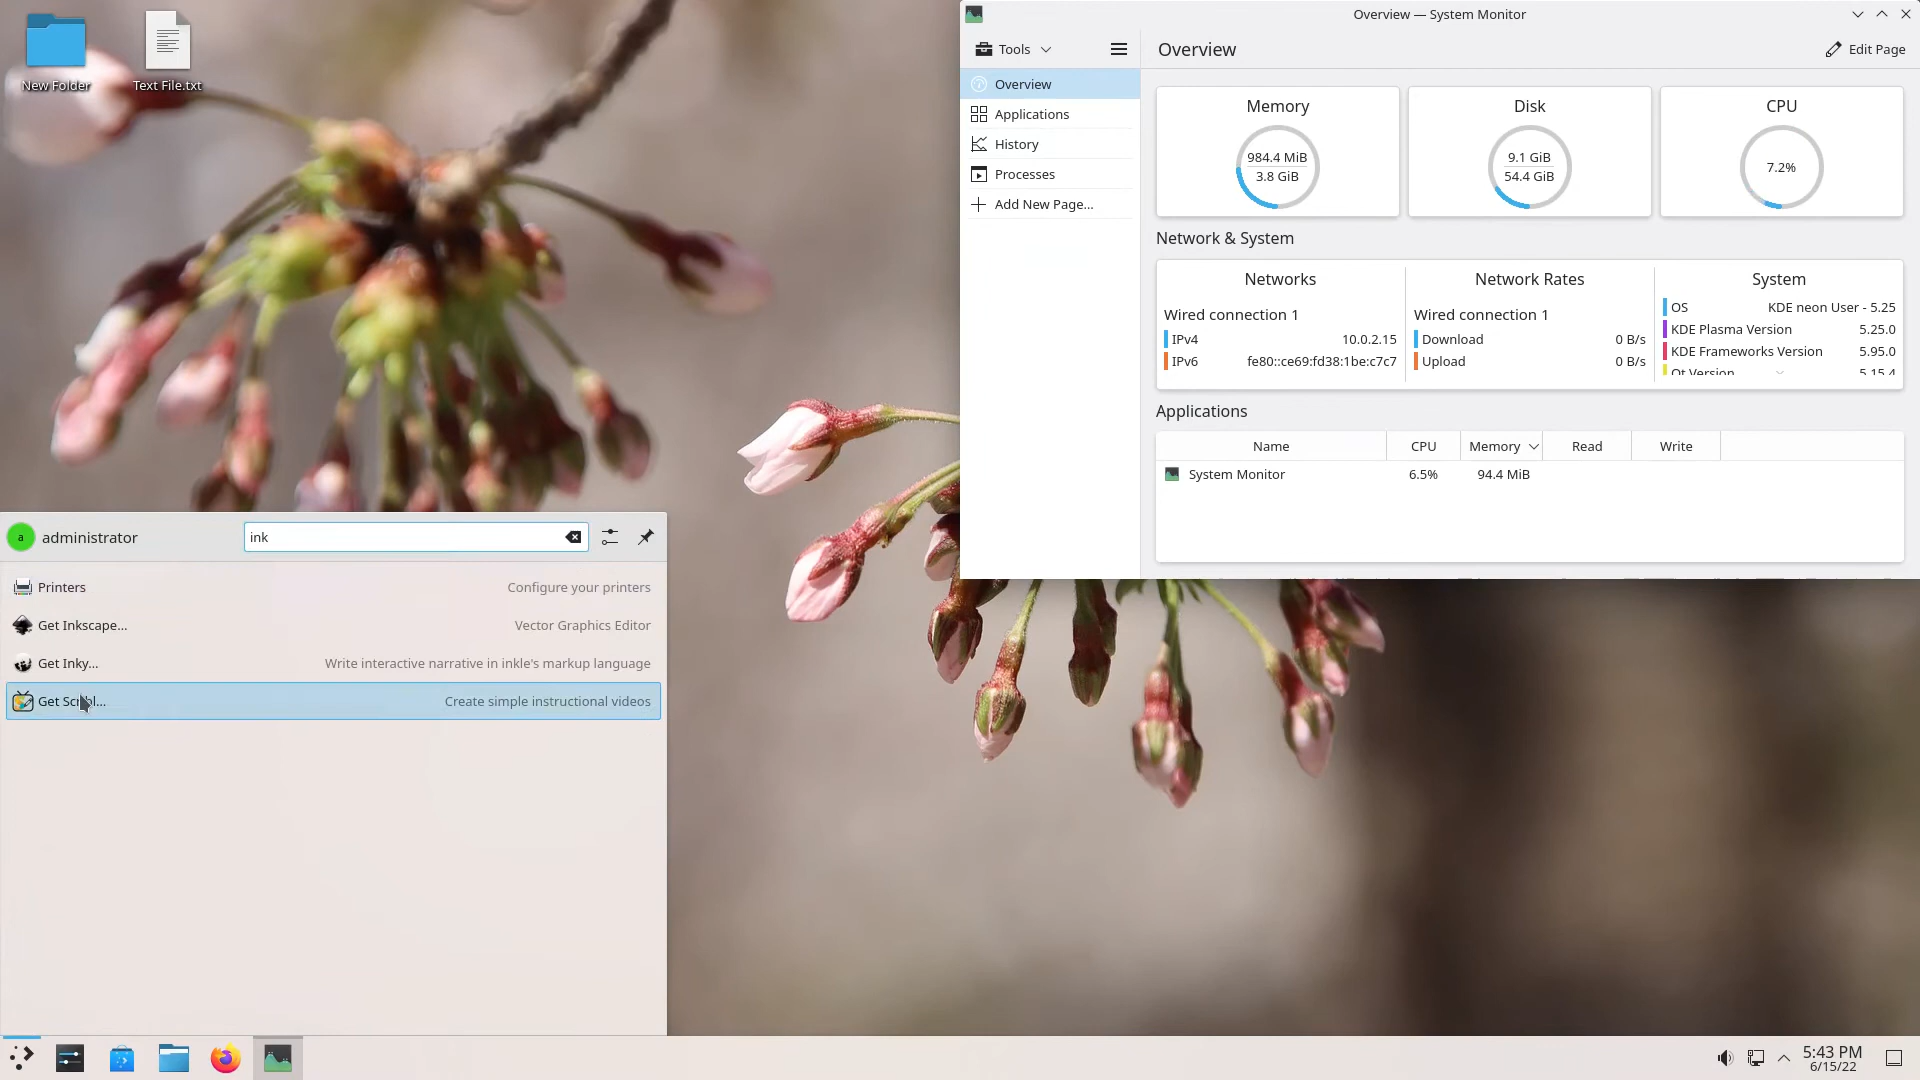 New Folder
Text File.txt
Overview — System Monitor
Tools
Overview
Edit Page
Overview
Applications
History
Processes
Add New Page...
Memory
984.4 MiB
3.8 GiB
Disk
9.1 GiB
54.4 GiB
CPU
7.2%
Network & System
Networks
Wired connection 1
IPv4 10.0.2.15
IPv6 fe80::ce69:fd38:1be:c7c7
Network Rates
Wired connection 1
Download 0 B/s
Upload 0 B/s
System
OS KDE neon User - 5.25
KDE Plasma Version 5.25.0
KDE Frameworks Version 5.95.0
Qt Version 5.15.4
Applications
Name CPU Memory Read Write
System Monitor 6.5% 94.4 MiB
a
administrator
ink
Printers Configure your printers
Get Inkscape... Vector Graphics Editor
Get Inky... Write interactive narrative in inkle's markup language
Get Create simple instructional videos
5:43 PM
6/15/22